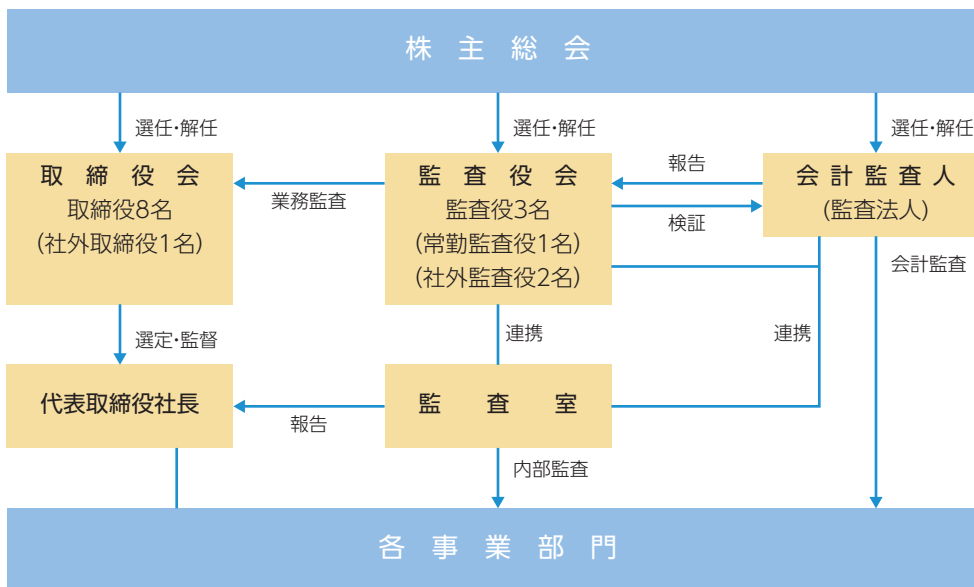 株主総会
選任・解任
選任・解任
選任・解任
取締役会
取締役8名
(社外取締役1名)
業務監査
監査役会
監査役3名
(常勤監査役1名)
(社外監査役2名)
報告
検証
会計監査人
(監査法人)
会計監査
選定・監督
連携
連携
代表取締役社長
報告
監査室
内部監査
各事業部門